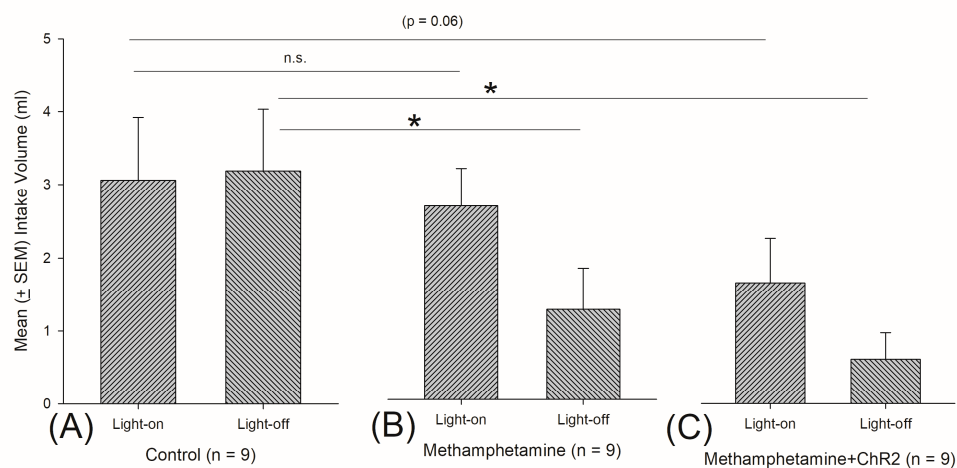 (p = 0.06)
n.s.
*
*
Mean (± SEM) Intake Volume (ml)
5
4
3
2
1
0
(A)
Light-on
Light-off
Control (n = 9)
(B)
Light-on
Light-off
Methamphetamine (n = 9)
(C)
Light-on
Light-off
Methamphetamine+ChR2 (n = 9)